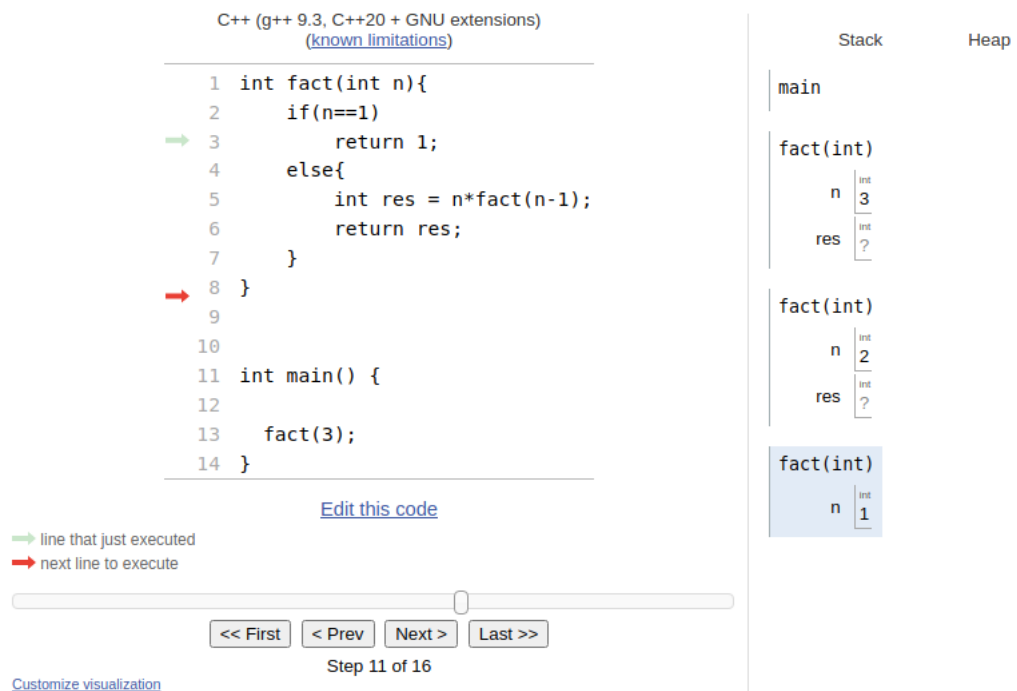 C++ (g++ 9.3, C++20 + GNU extensions)
(known limitations)
1 int fact(int n){
2     if(n==1)
3         return 1;
4     else{
5         int res = n*fact(n-1);
6         return res;
7     }
8 }
9
10
11 int main() {
12
13   fact(3);
14 }
Edit this code
line that just executed
next line to execute
<< First < Prev Next > Last >>
Step 11 of 16
Customize visualization
Stack Heap
main
fact(int)
int
n 3
int
res ?
fact(int)
int
n 2
int
res ?
fact(int)
int
n 1